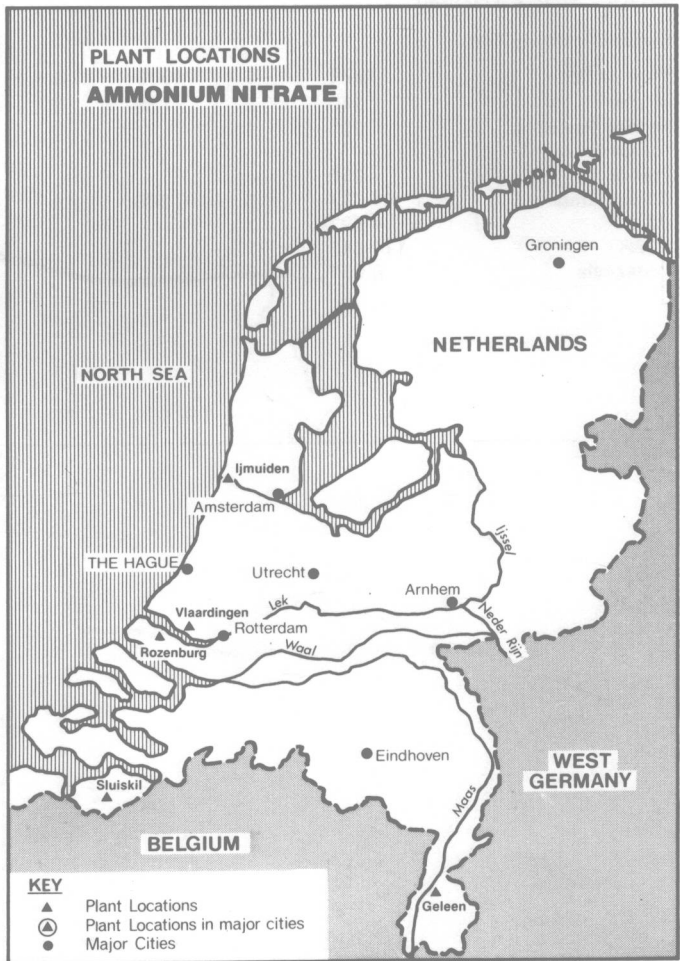 PLANT LOCATIONS
AMMONIUM NITRATE
Groningen
NETHERLANDS
NORTH SEA
Ijmuiden
Amsterdam
Ijssel
THE HAGUE
Utrecht
Arnhem
Lek
Vlaardingen
Rotterdam
Neder Rijn
Rozenburg
Waal
Eindhoven
WEST
GERMANY
Sluiskil
Maas
BELGIUM
Geleen
KEY
Plant Locations
Plant Locations in major cities
Major Cities